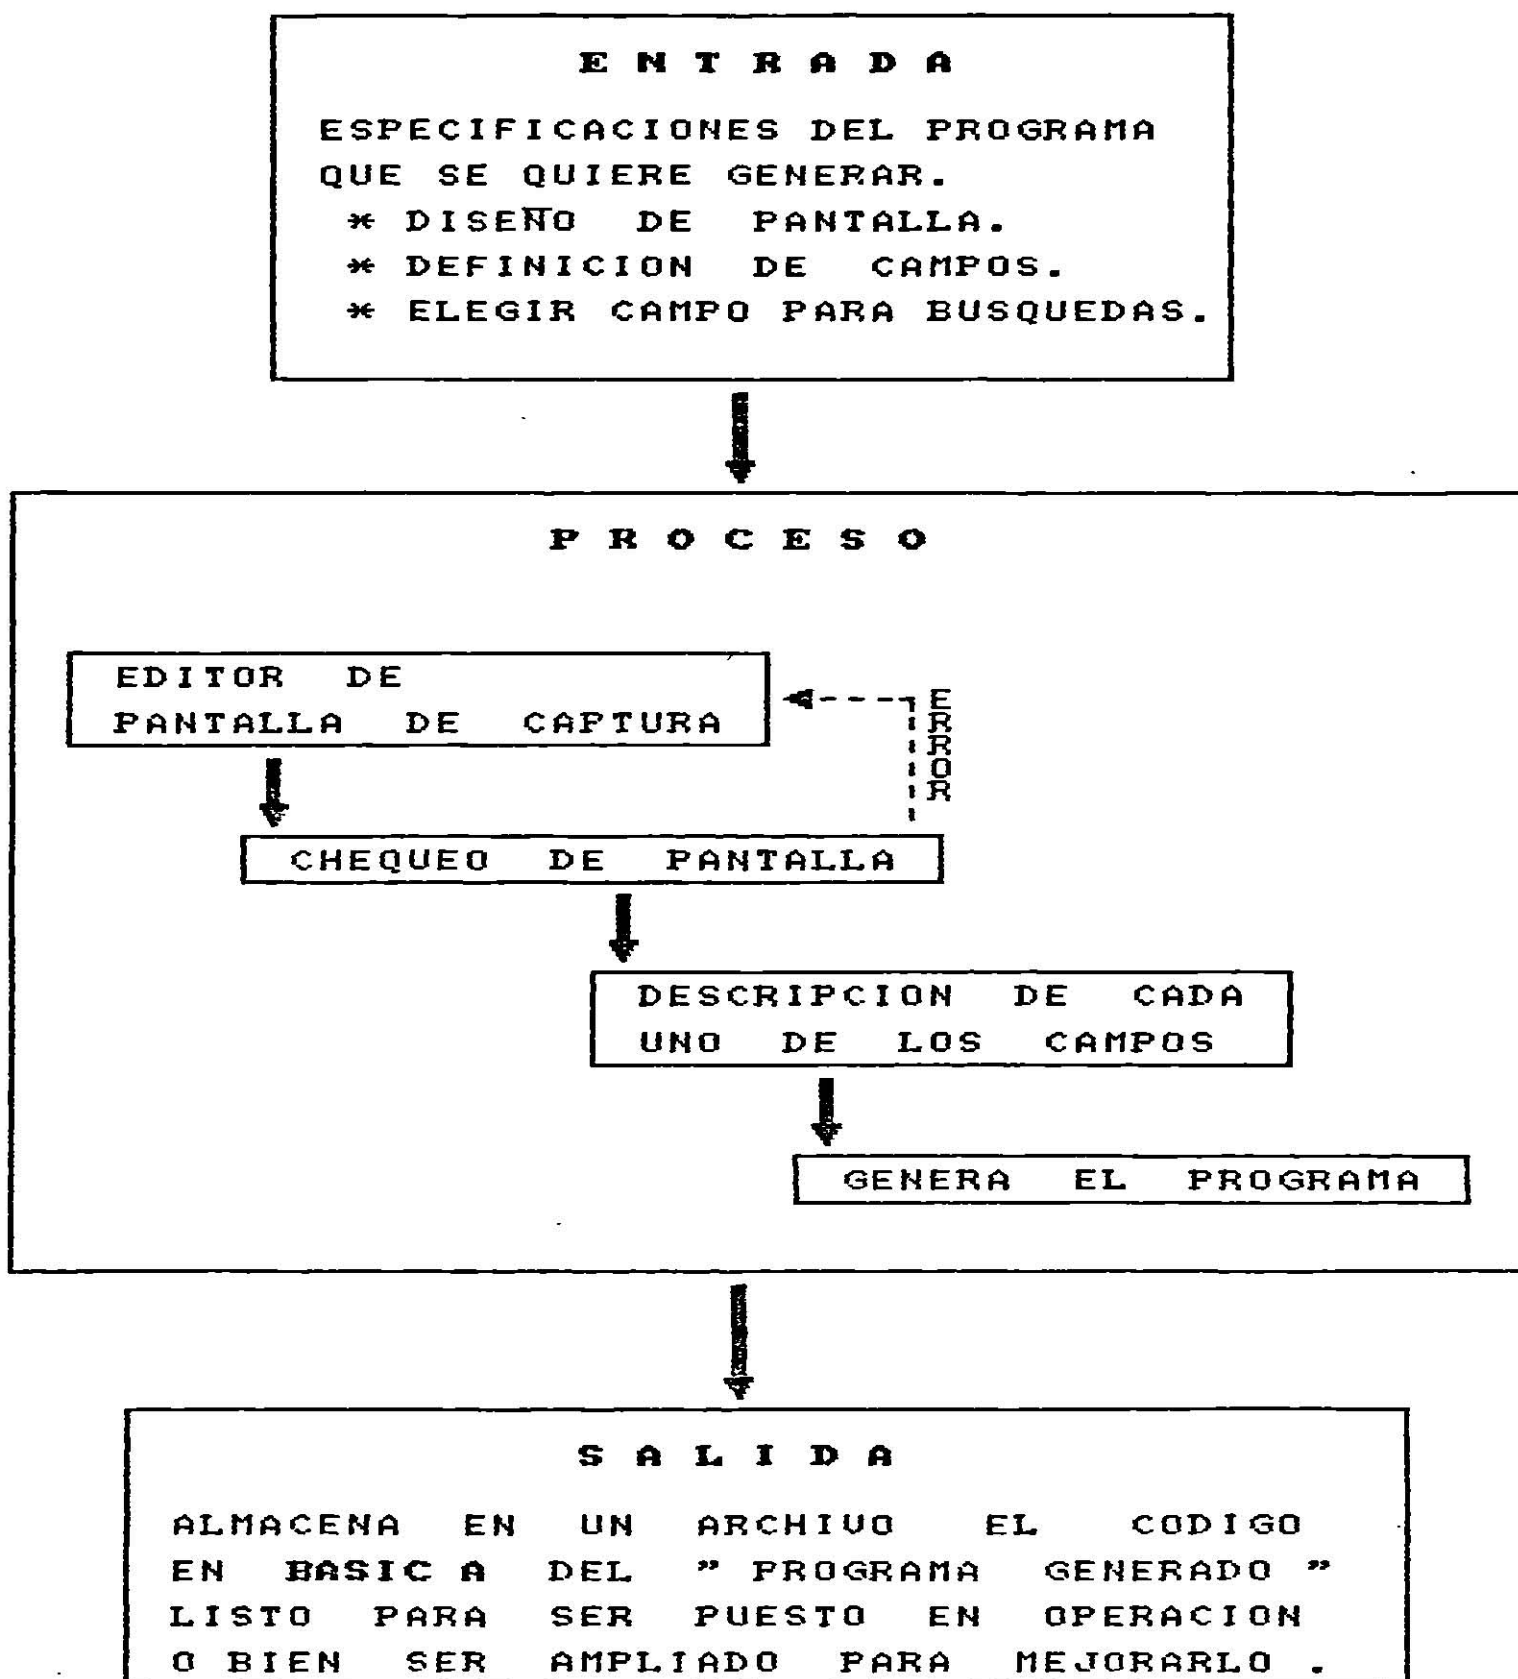 E N T R A D A
ESPECIFICACIONES DEL PROGRAMA
QUE SE QUIERE GENERAR.
* DISEÑO DE PANTALLA.
* DEFINICION DE CAMPOS.
* ELEGIR CAMPO PARA BUSQUEDAS.
P R O C E S O
EDITOR DE
PANTALLA DE CAPTURA
ERROR
CHEQUEO DE PANTALLA
DESCRIPCION DE CADA
UNO DE LOS CAMPOS
GENERA EL PROGRAMA
S A L I D A
ALMACENA EN UN ARCHIVO EL CODIGO
EN BASIC A DEL " PROGRAMA GENERADO "
LISTO PARA SER PUESTO EN OPERACION
O BIEN SER AMPLIADO PARA MEJORARLO .